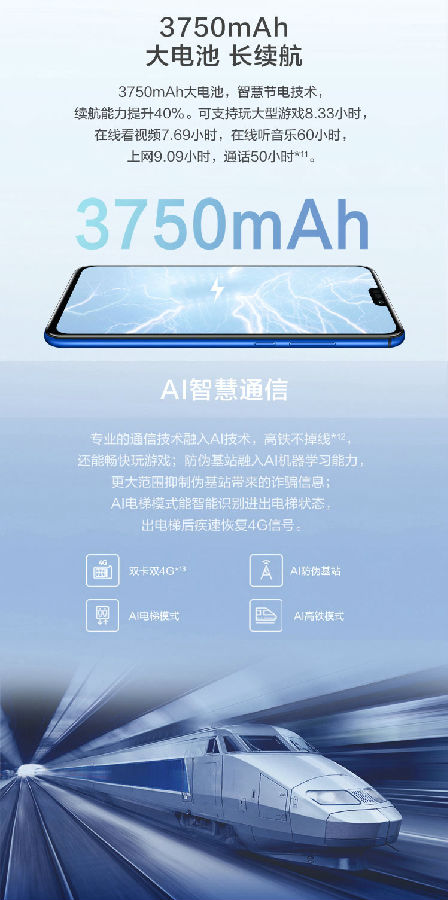 3750mAh
大电池 长续航
3750mAh大电池，智慧节电技术，
续航能力提升40%。可支持玩大型游戏8.33小时，
在线看视频7.69小时，在线听音乐60小时，
上网9.09小时，通话50小时*11。
3750mAh
AI智慧通信
专业的通信技术融入AI技术，高铁不掉线*12，
还能畅快玩游戏；防伪基站融入AI机器学习能力，
更大范围抑制伪基站带来的诈骗信息；
AI电梯模式能智能识别进出电梯状态，
出电梯后疾速恢复4G信号。
4G
双卡双4G*13
AI防伪基站
AI电梯模式
AI高铁模式